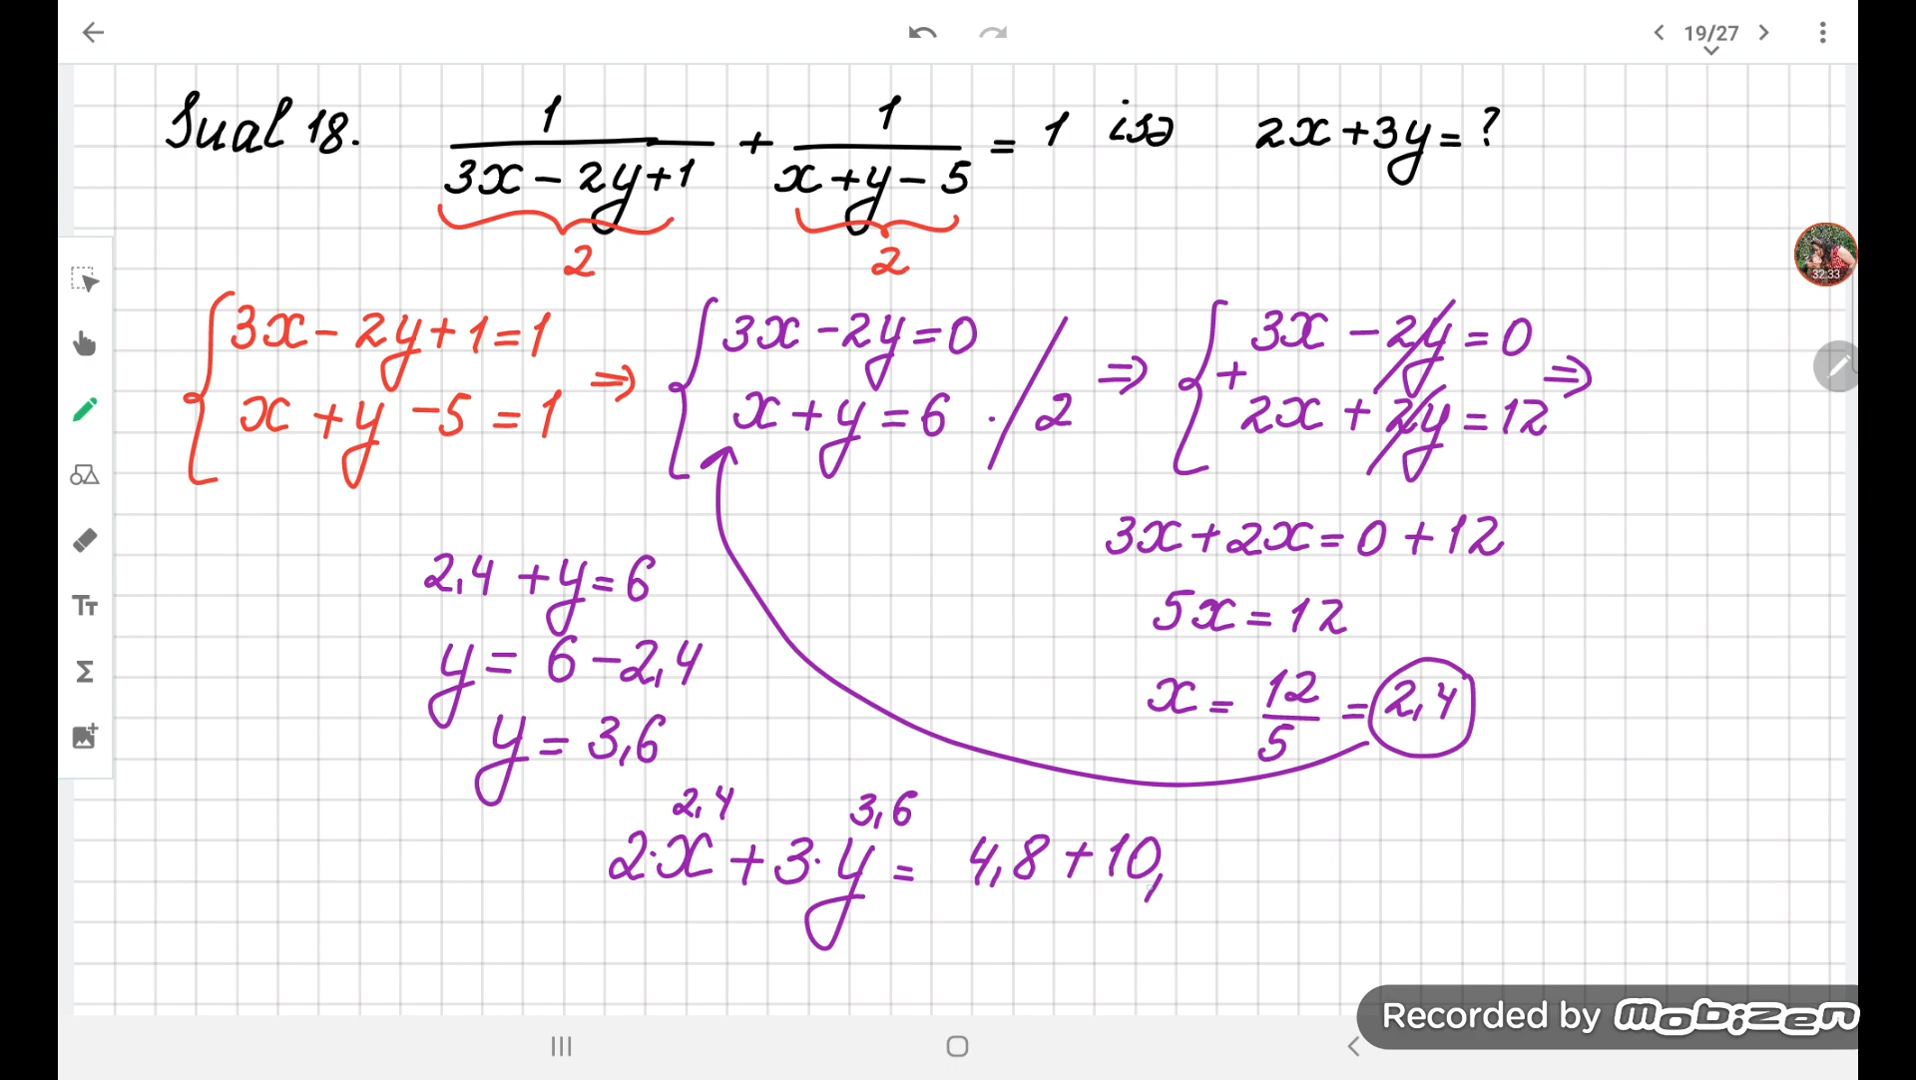 19/27
Sual 18. 1/(3x-2y+1) + 1/(x+y-5) = 1 isə 2x+3y=?
2 2
32:33
3x-2y+1=1
x+y-5=1
⇒
3x-2y=0
x+y=6 · / 2
⇒
3x-2y=0
+
2x+2y=12
⇒
3x+2x=0+12
5x=12
x = 12/5 = 2,4
2,4+y=6
y=6-2,4
y=3,6
2,4 3,6
2·x+3·y= 4,8+10,
Tт
Σ
Recorded by mobizen